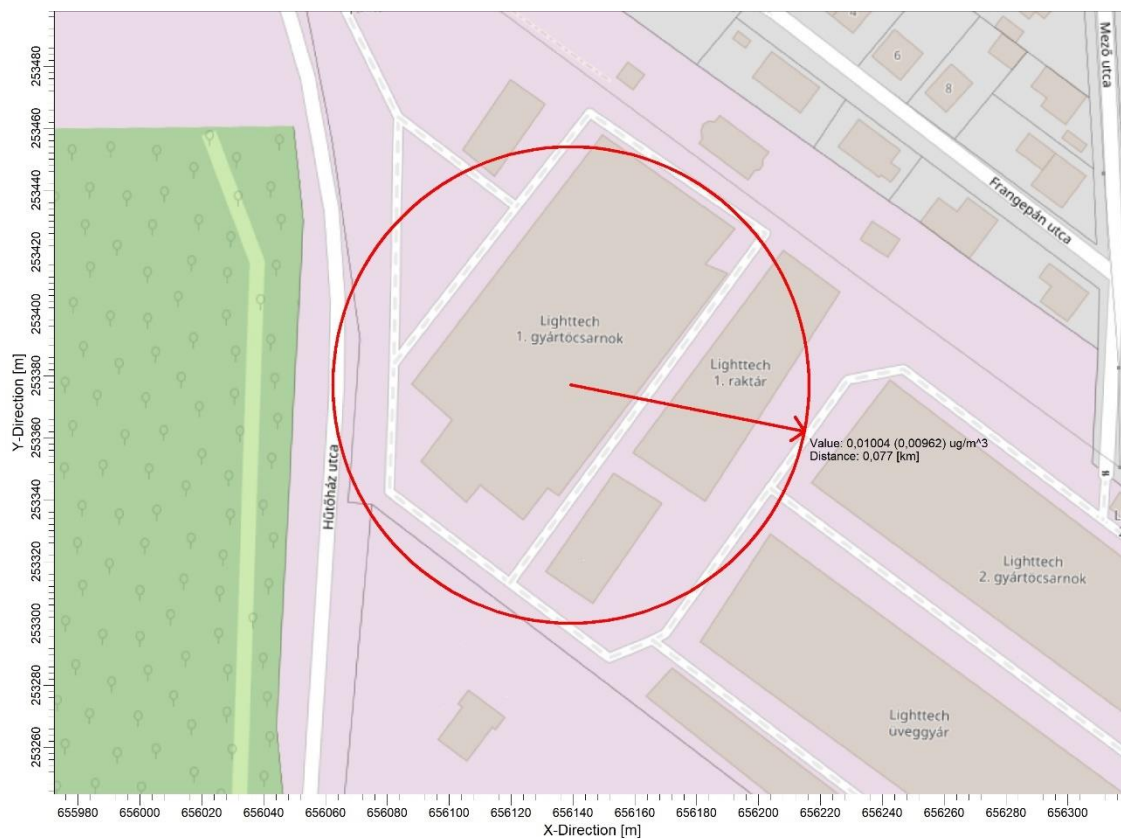 4
6
8
Mező utca
Frangepán utca
Lighttech
1. gyártócsarnok
Lighttech
1. raktár
Value: 0,01004 (0,00962) ug/m^3
Distance: 0,077 [km]
Hűtőház utca
Lighttech
2. gyártócsarnok
Lighttech
üveggyár
Y-Direction [m]
253480
253460
253440
253420
253400
253380
253360
253340
253320
253300
253280
253260
655980
656000
656020
656040
656060
656080
656100
656120
656140
656160
656180
656200
656220
656240
656260
656280
656300
X-Direction [m]